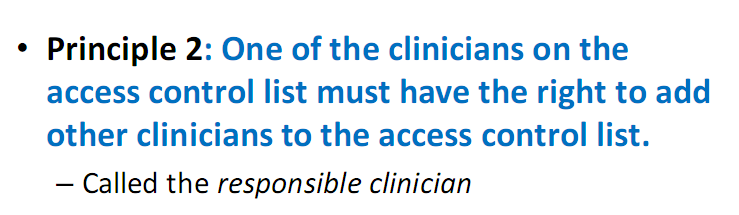 • Principle 2: One of the clinicians on the
access control list must have the right to add
other clinicians to the access control list.
– Called the responsible clinician